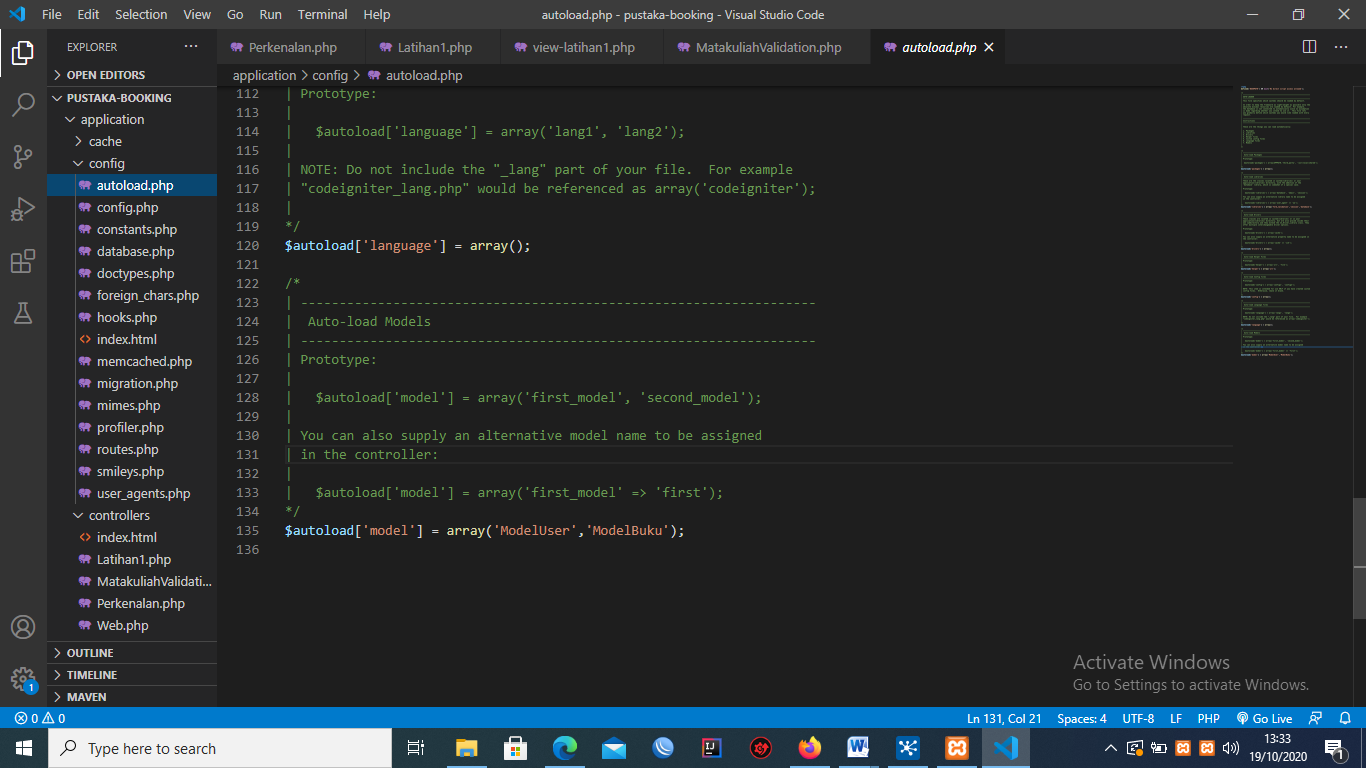 File Edit Selection View Go Run Terminal Help
autoload.php - pustaka-booking - Visual Studio Code
EXPLORER
Perkenalan.php
Latihan1.php
view-latihan1.php
MatakuliahValidation.php
autoload.php
OPEN EDITORS
PUSTAKA-BOOKING
application
cache
config
autoload.php
config.php
constants.php
database.php
doctypes.php
foreign_chars.php
hooks.php
index.html
memcached.php
migration.php
mimes.php
profiler.php
routes.php
smileys.php
user_agents.php
controllers
index.html
Latihan1.php
MatakuliahValidati...
Perkenalan.php
Web.php
OUTLINE
TIMELINE
MAVEN
application > config > autoload.php
112 | Prototype:
113 |
114 |   $autoload['language'] = array('lang1', 'lang2');
115 |
116 | NOTE: Do not include the "_lang" part of your file.  For example
117 | "codeigniter_lang.php" would be referenced as array('codeigniter');
118 |
119 */
120 $autoload['language'] = array();
121
122 /*
123 | -------------------------------------------------------------------
124 |  Auto-load Models
125 | -------------------------------------------------------------------
126 | Prototype:
127 |
128 |   $autoload['model'] = array('first_model', 'second_model');
129 |
130 | You can also supply an alternative model name to be assigned
131 | in the controller:
132 |
133 |   $autoload['model'] = array('first_model' => 'first');
134 */
135 $autoload['model'] = array('ModelUser','ModelBuku');
136
Activate Windows
Go to Settings to activate Windows.
1
0 0
Ln 131, Col 21 Spaces: 4 UTF-8 LF PHP Go Live
Type here to search
13:33
19/10/2020
1